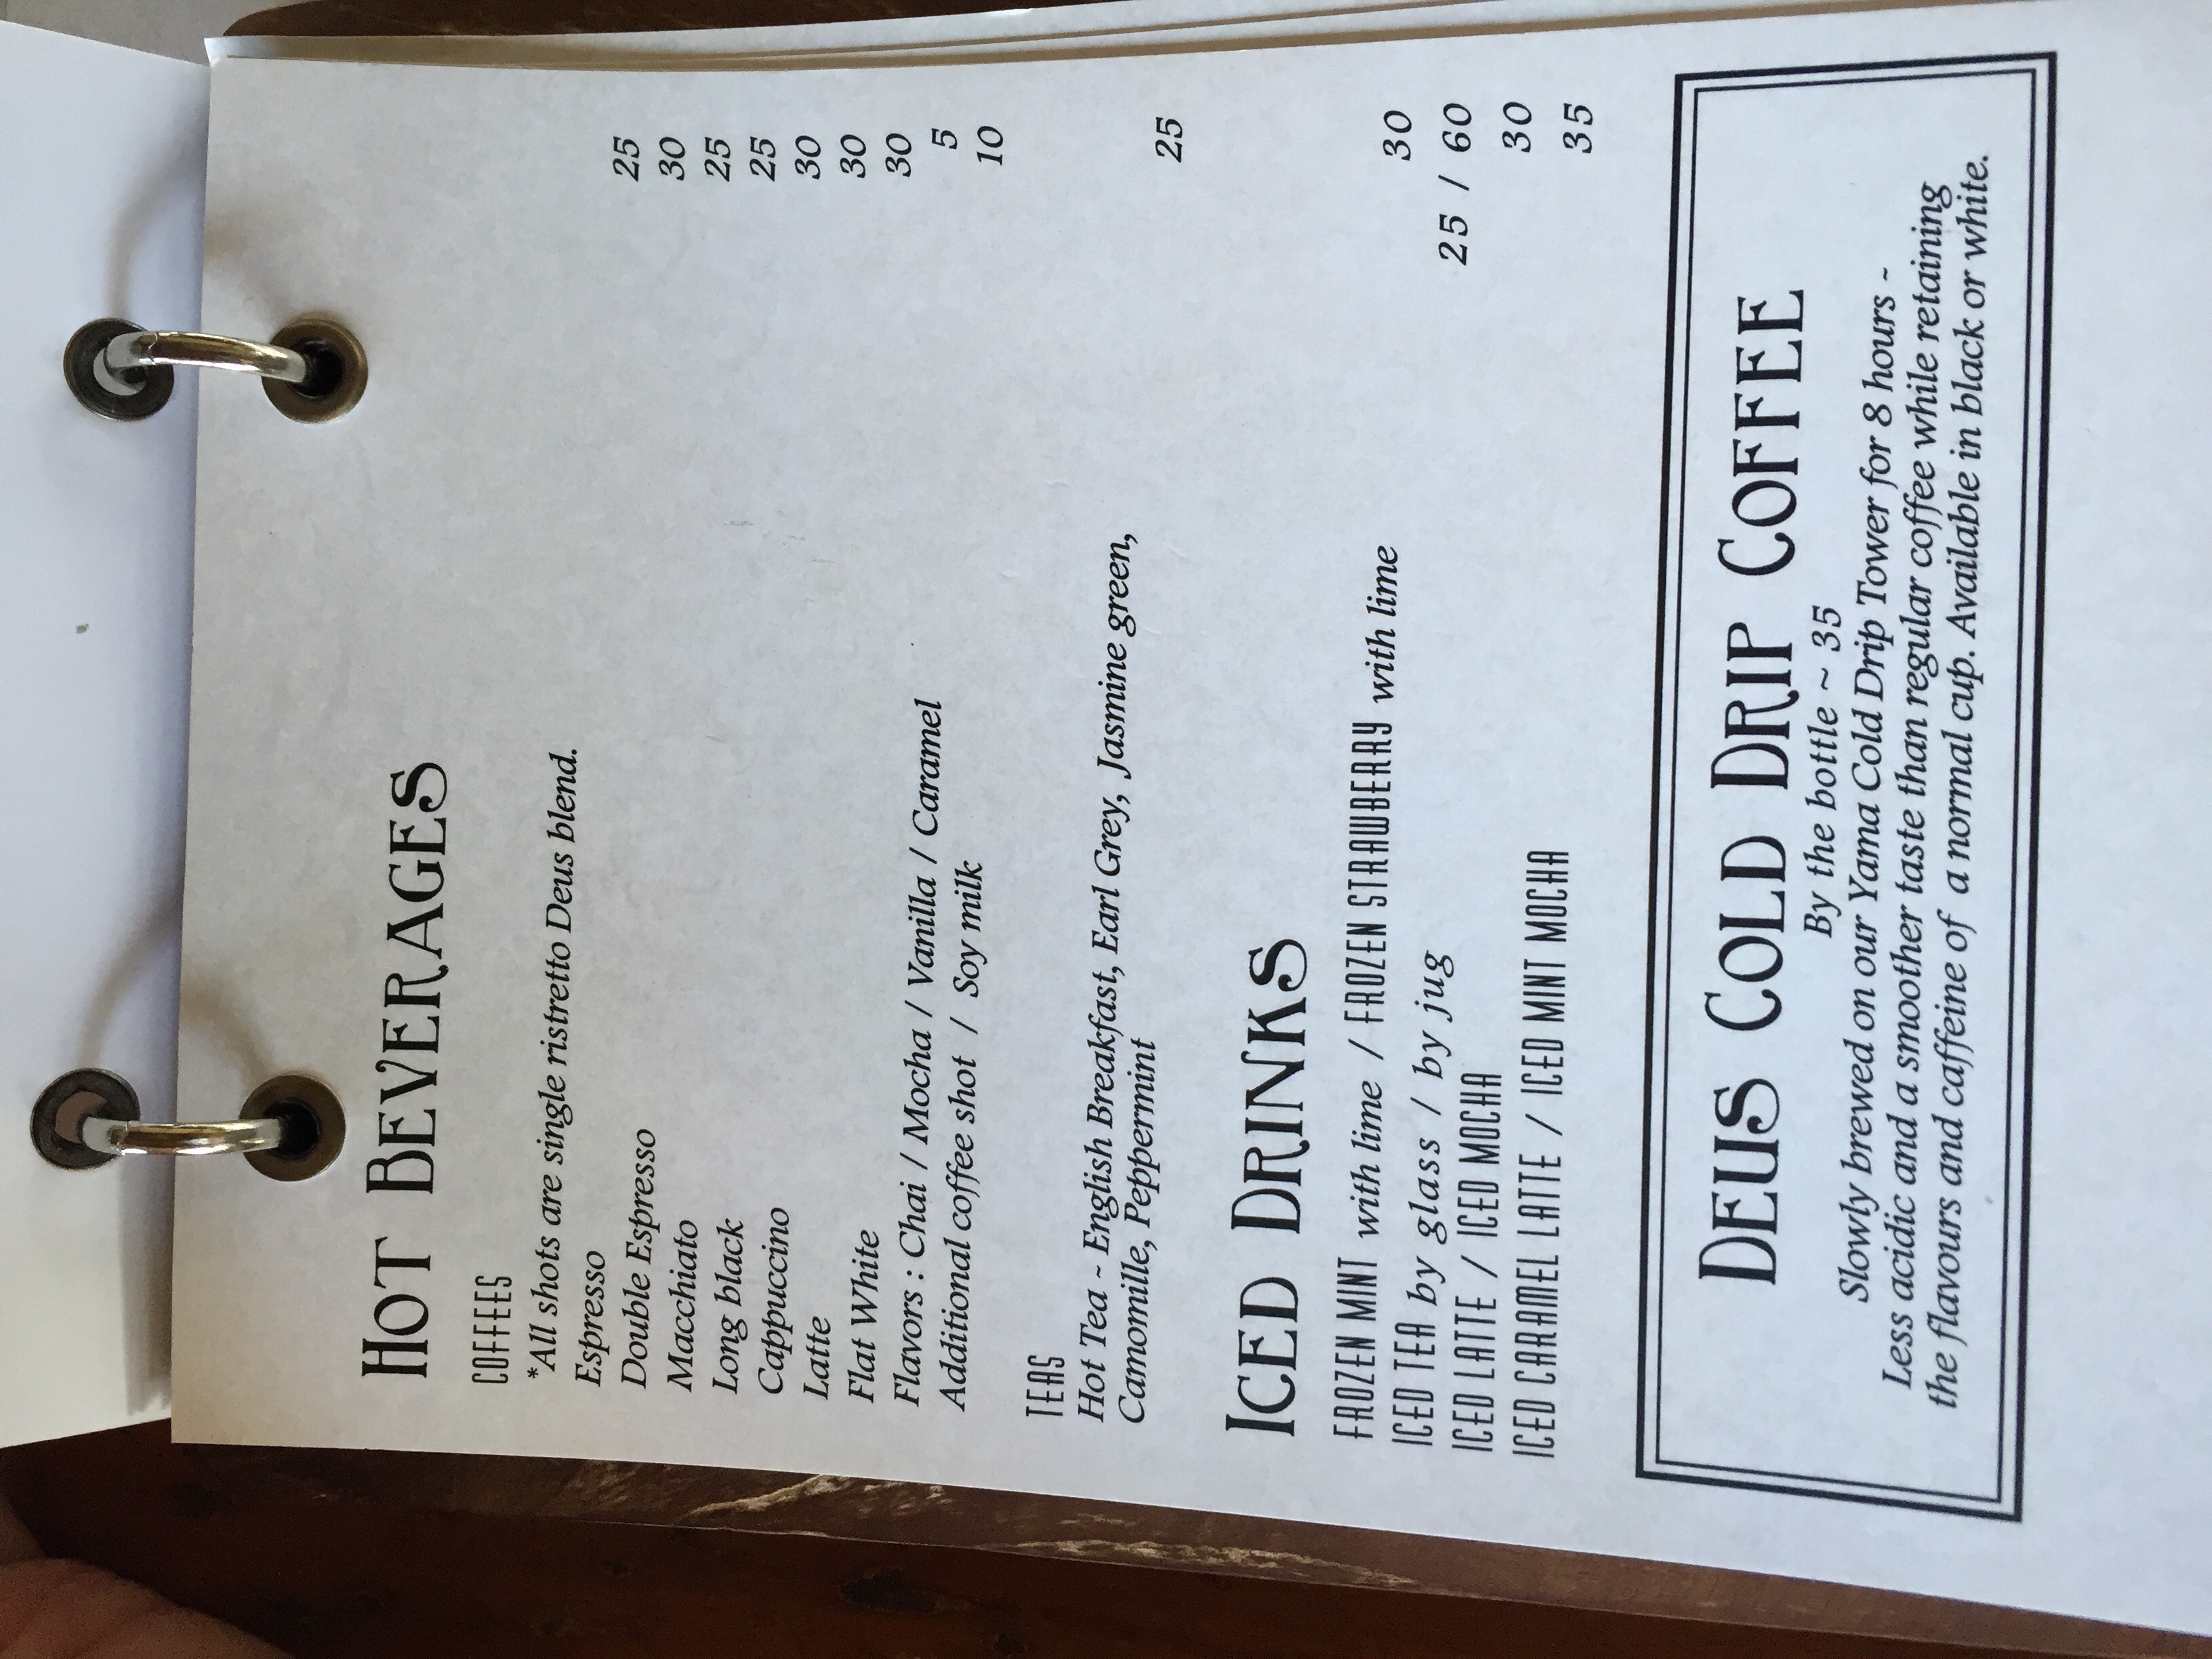 HOT BEVERAGES
COFFEES
*All shots are single ristretto Deus blend.
Espresso 25
Double Espresso 30
Macchiato 25
Long black 25
Cappuccino 30
Latte 30
Flat White 30
Flavors : Chai / Mocha / Vanilla / Caramel 5
Additional coffee shot / Soy milk 10
TEAS
Hot Tea ~ English Breakfast, Earl Grey, Jasmine green,
Camomille, Peppermint 25
ICED DRINKS
FROZEN MINT with lime / FROZEN STRAWBERRY with lime 30
ICED TEA by glass / by jug 25 / 60
ICED LATTE / ICED MOCHA 30
ICED CARAMEL LATTE / ICED MINT MOCHA 35
DEUS COLD DRIP COFFEE
By the bottle ~ 35
Slowly brewed on our Yama Cold Drip Tower for 8 hours ~
Less acidic and a smoother taste than regular coffee while retaining
the flavours and caffeine of a normal cup. Available in black or white.